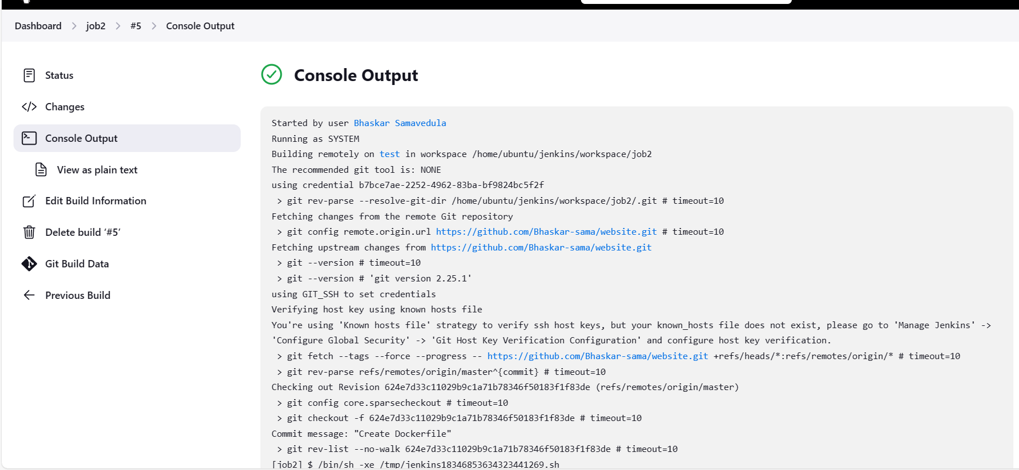 Dashboard > job2 > #5 > Console Output
Status
Changes
Console Output
View as plain text
Edit Build Information
Delete build '#5'
Git Build Data
Previous Build
Console Output
Started by user Bhaskar Samavedula
Running as SYSTEM
Building remotely on test in workspace /home/ubuntu/jenkins/workspace/job2
The recommended git tool is: NONE
using credential b7bce7ae-2252-4962-83ba-bf9824bc5f2f
> git rev-parse --resolve-git-dir /home/ubuntu/jenkins/workspace/job2/.git # timeout=10
Fetching changes from the remote Git repository
> git config remote.origin.url https://github.com/Bhaskar-sama/website.git # timeout=10
Fetching upstream changes from https://github.com/Bhaskar-sama/website.git
> git --version # timeout=10
> git --version # 'git version 2.25.1'
using GIT_SSH to set credentials
Verifying host key using known hosts file
You're using 'Known hosts file' strategy to verify ssh host keys, but your known_hosts file does not exist, please go to 'Manage Jenkins' ->
'Configure Global Security' -> 'Git Host Key Verification Configuration' and configure host key verification.
> git fetch --tags --force --progress -- https://github.com/Bhaskar-sama/website.git +refs/heads/*:refs/remotes/origin/* # timeout=10
> git rev-parse refs/remotes/origin/master^{commit} # timeout=10
Checking out Revision 624e7d33c11029b9c1a71b78346f50183f1f83de (refs/remotes/origin/master)
> git config core.sparsecheckout # timeout=10
> git checkout -f 624e7d33c11029b9c1a71b78346f50183f1f83de # timeout=10
Commit message: "Create Dockerfile"
> git rev-list --no-walk 624e7d33c11029b9c1a71b78346f50183f1f83de # timeout=10
[job2] $ /bin/sh -xe /tmp/jenkins18346853634323441269.sh